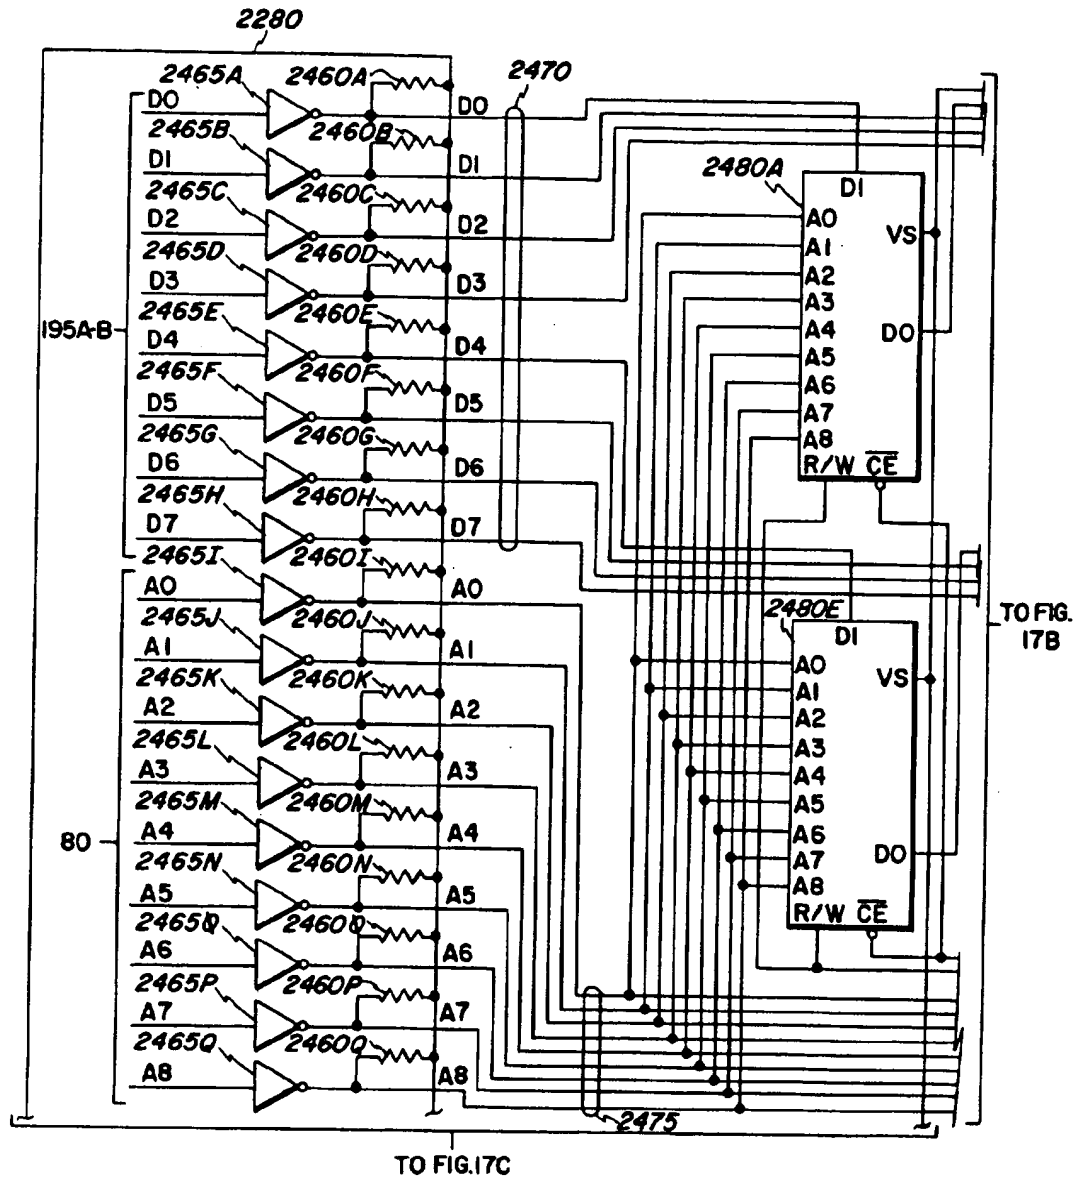 2280
2465A 2460A 2470
D0 D0
2465B 2460B
D1 D1
2480A
DI
2465C 2460C
D2 D2
A0
VS
2465D 2460D
A1
A2
D3 D3
A3
2465E 2460E
195A-B
A4 DO
D4 D4
A5
2465F 2460F
A6
D5 D5
A7
2465G 2460G
A8
D6 D6
R/W CE
2465H 2460H
D7 D7
2465I 2460I
A0 A0
2480E
TO FIG.
17B
DI
2465J 2460J
A1 A1
A0
VS
2465K 2460K
A1
A2 A2
A2
2465L 2460L
A3
A3 A3
A4
2465M 2460M
A5
A4 A4
80
A6
2465N 2460N
A7 DO
A8
A5 A5
R/W CE
2465Q 2460O
A6 A6
2465P 2460P
A7 A7
2465Q 2460Q
A8 A8
2475
TO FIG.17C